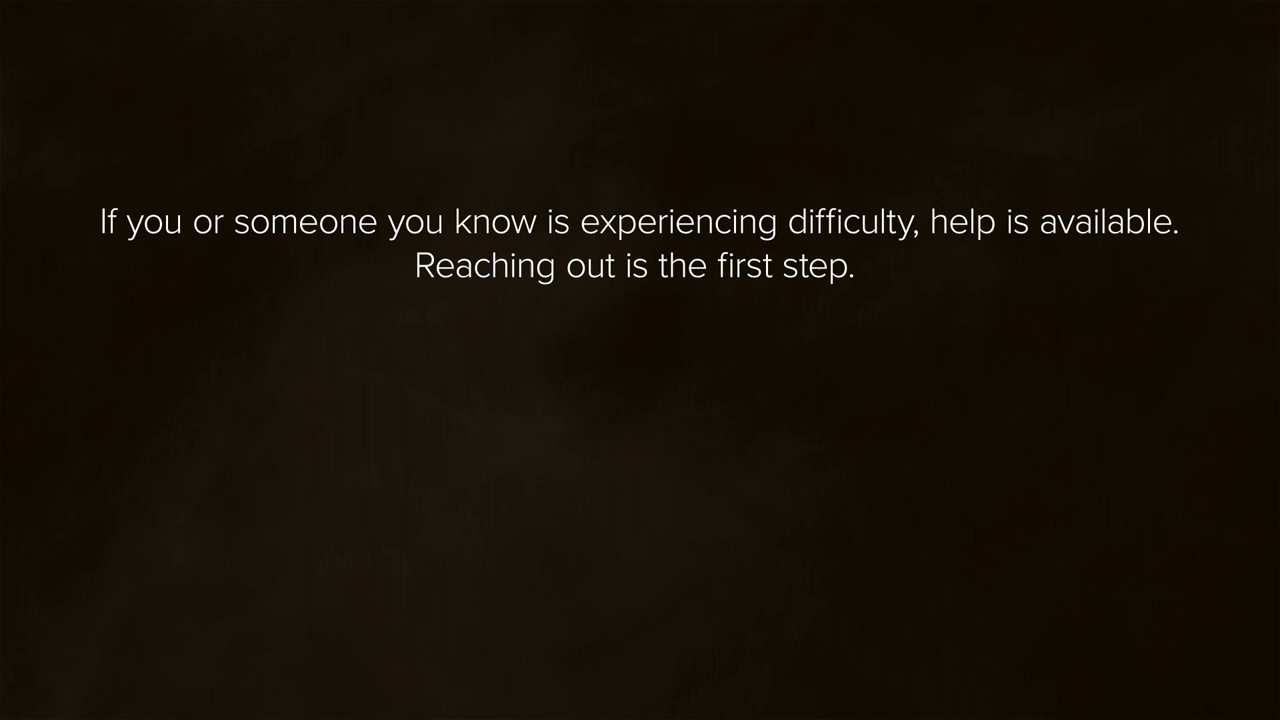 If you or someone you know is experiencing difficulty, help is available.
Reaching out is the first step.